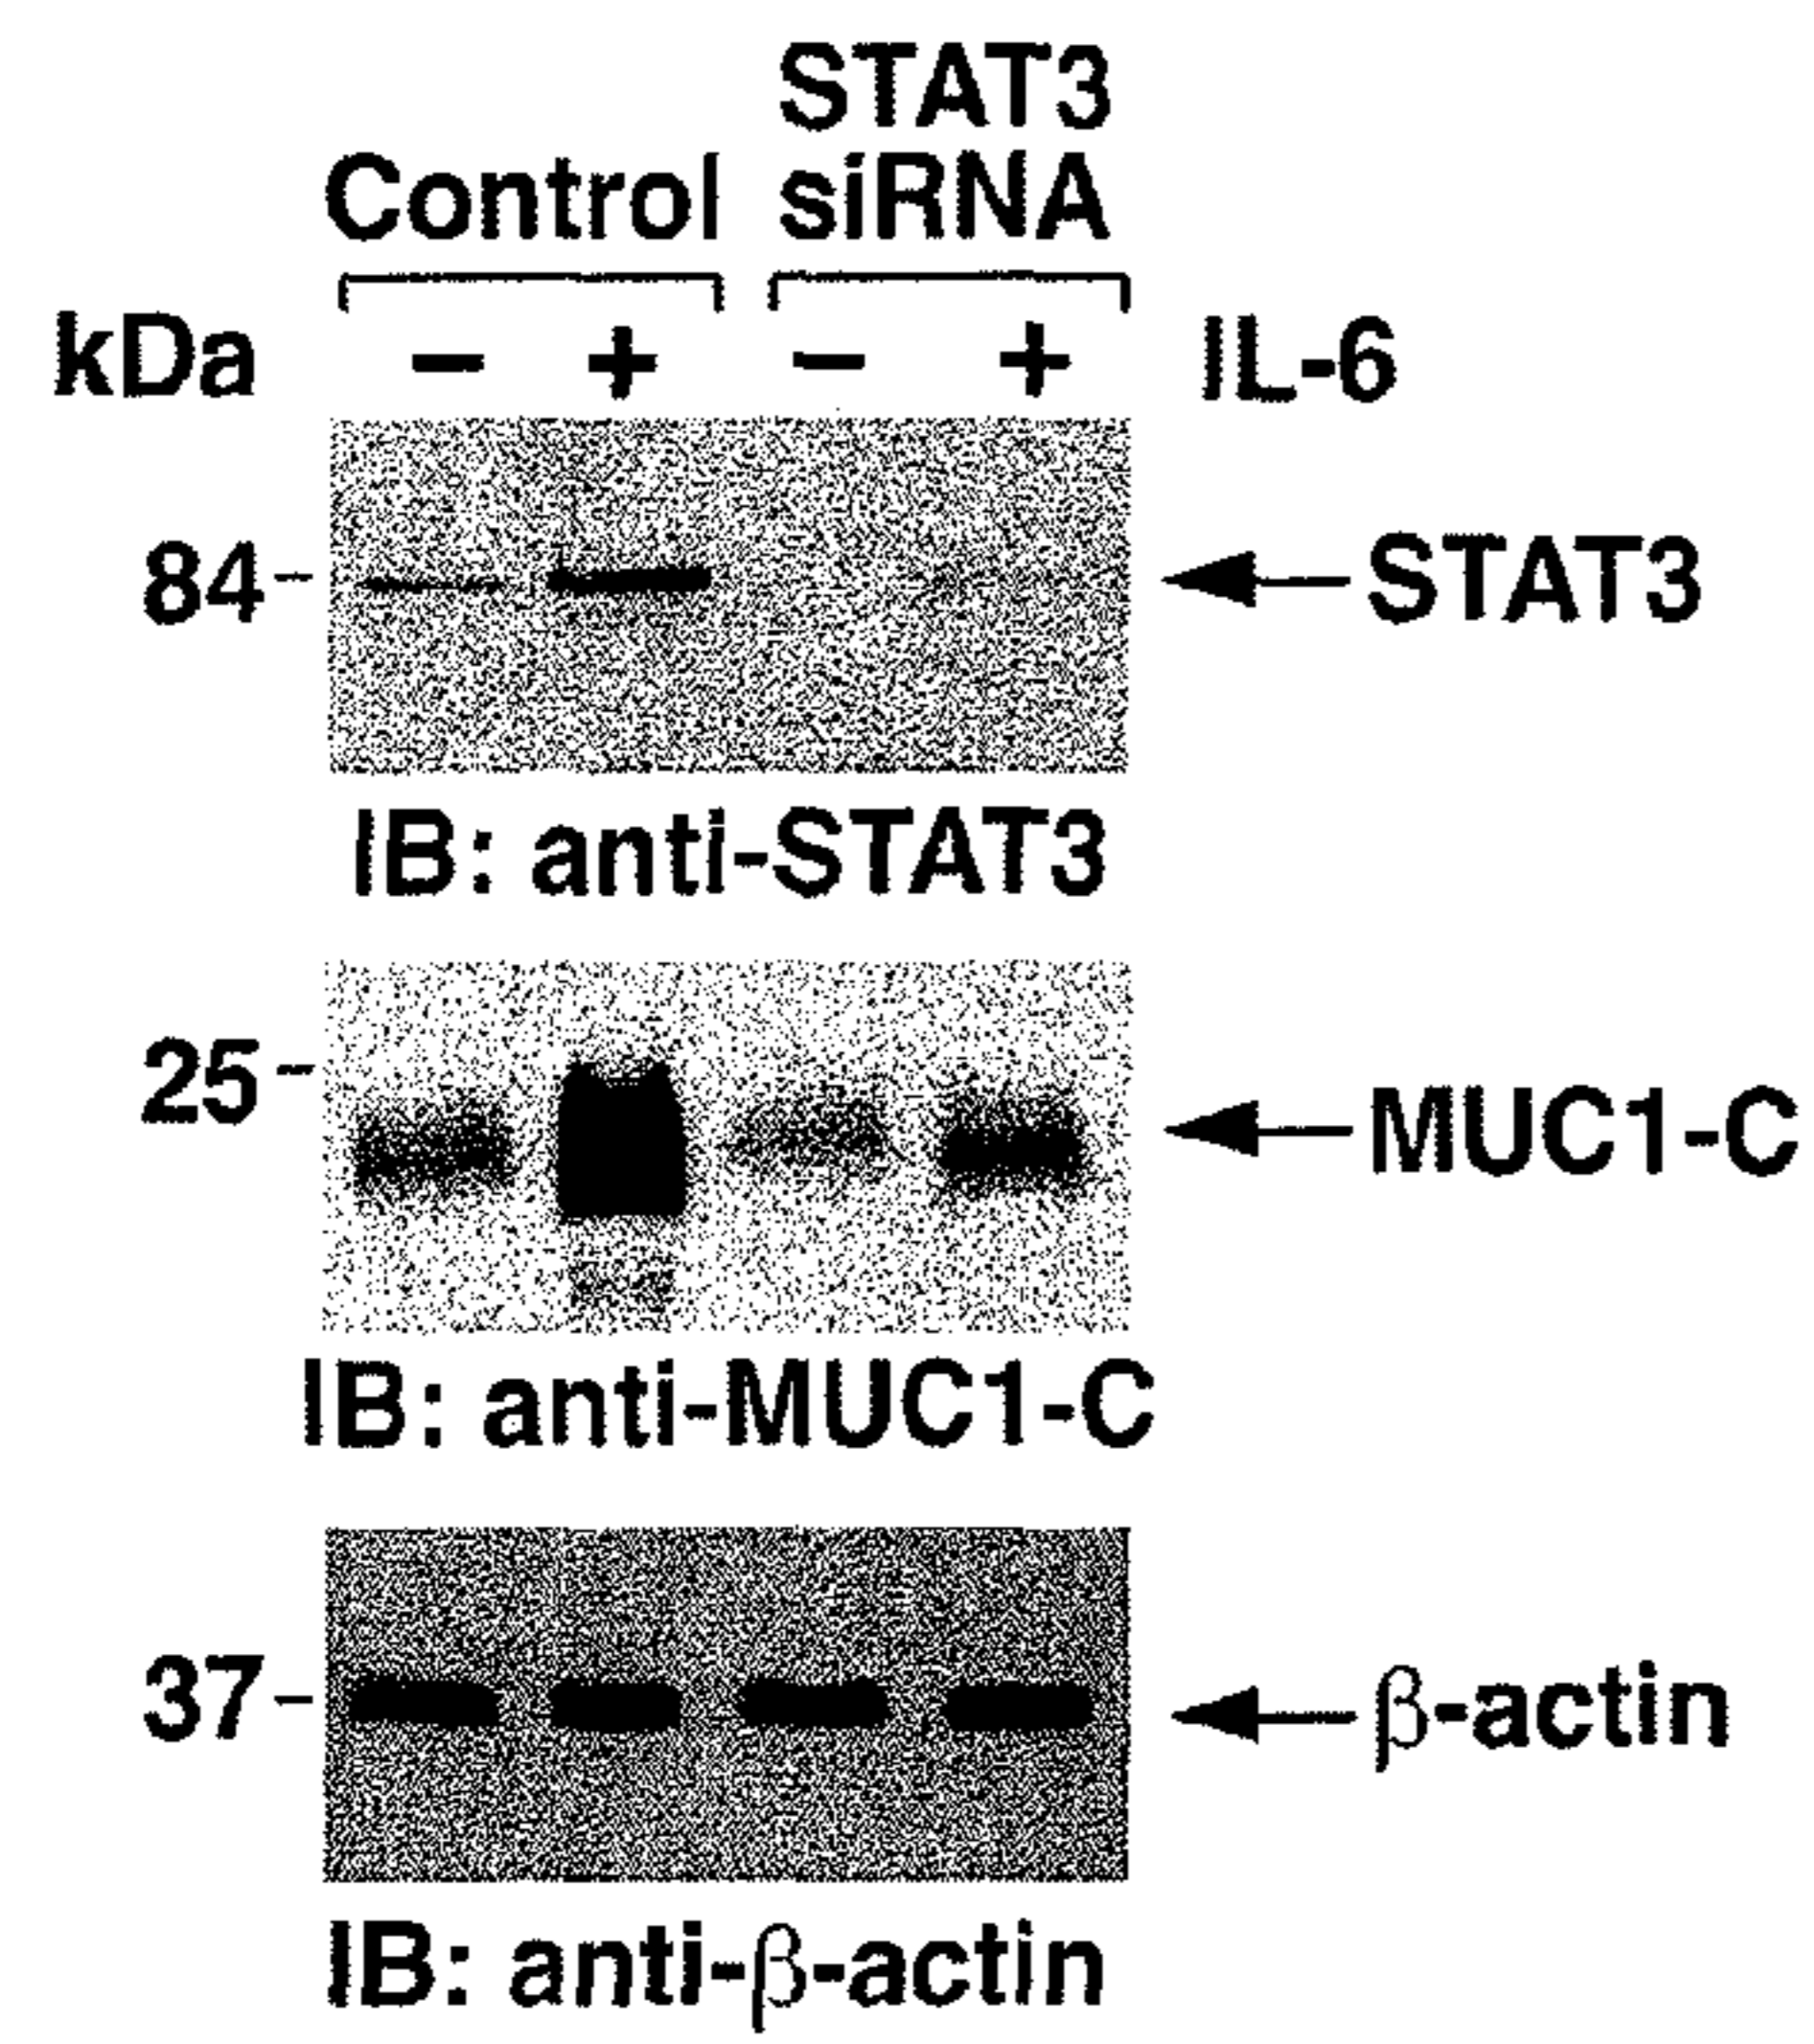 STAT3
Control siRNA
kDa − + − + IL-6
84 STAT3
IB: anti-STAT3
25 MUC1-C
IB: anti-MUC1-C
37 β-actin
IB: anti-β-actin